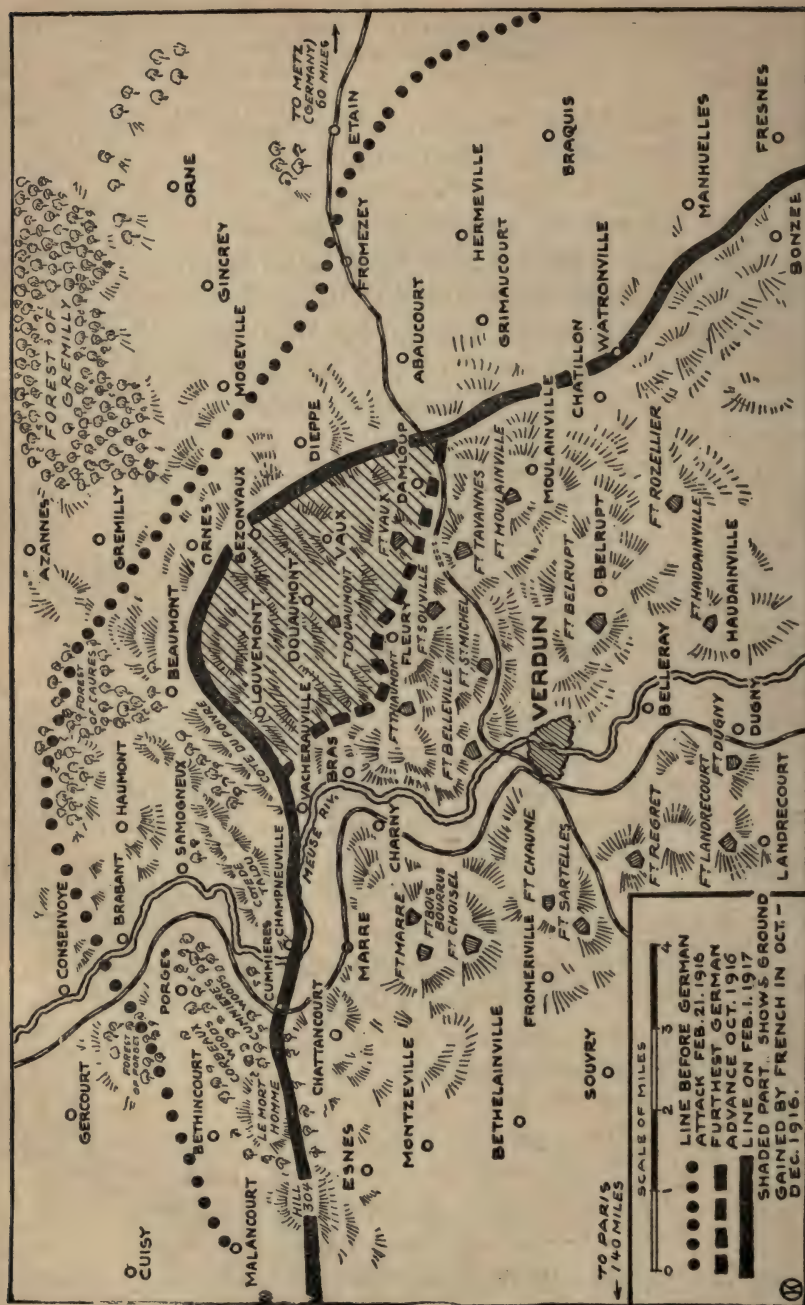 CUISY
GERCOURT
CONSENVOYE
AZANNES
FOREST OF
GREMILLY
ORNE
TO METZ
(GERMANY)
60 MILES
ETAIN
MALANCOURT
BETHINCOURT
FOREST
OF FORGES
PORGES
BRABANT
HAUMONT
FOREST
OF CAURES
GREMILLY
GINCREY
MOGEVILLE
FROMEZEY
HILL
304
LE MORT
HOMME
CORBEAUX
WOODS
CUMIERES
WOODS
CUMMIÈRES
SAMOGNEUX
BEAUMONT
ORNES
BEZONVAUX
DIEPPE
CÔTE DE
TALOU
CHAMPNEUVILLE
COTE DU POIVRE
LOUVEMONT
DOUAUMONT
VAUX
ESNES
CHATTANCOURT
MARRE
MEUSE RIV.
VACHERAUVILLE
BRAS
FT DOUAUMONT
FT VAUX
DAMLOUP
ABAUCOURT
HERMEVILLE
GRIMAUCOURT
BRAQUIS
MONTZEVILLE
FT MARRE
FT BOIS
BOURRUS
FT CHOISEL
CHARNY
FT THIAUMONT
FLEURY
FT SOUVILLE
FT TAVANNES
FT BELLEVILLE
FT ST MICHEL
FT MOULAINVILLE
MOULAINVILLE
CHATILLON
WATRONVILLE
MANHUELLES
FRESNES
BONZEE
BETHELAINVILLE
FROMERIVILLE
FT CHAUME
FT SARTELLES
VERDUN
FT BELRUPT
BELRUPT
FT ROZELLIER
SOUVRY
FT REGRET
BELLERAY
FT HAUDAINVILLE
HAUDAINVILLE
FT LANDRECOURT
FT DUGNY
DUGNY
LANDRECOURT
TO PARIS
140 MILES
SCALE OF MILES
0 1 2 3 4
LINE BEFORE GERMAN
ATTACK FEB. 21. 1916
FURTHEST GERMAN
ADVANCE OCT. 1916
LINE ON FEB. 1. 1917
SHADED PART SHOWS GROUND
GAINED BY FRENCH IN OCT.-
DEC. 1916.